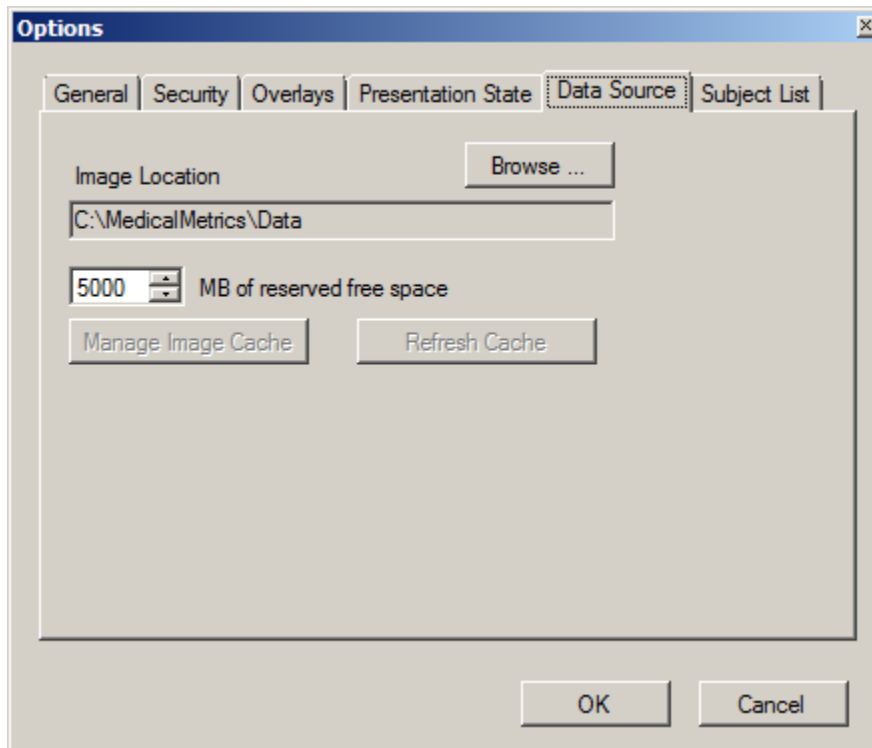 Options
General Security Overlays Presentation State Data Source Subject List
Image Location
Browse ...
C:\MedicalMetrics\Data
5000 MB of reserved free space
Manage Image Cache Refresh Cache
OK Cancel